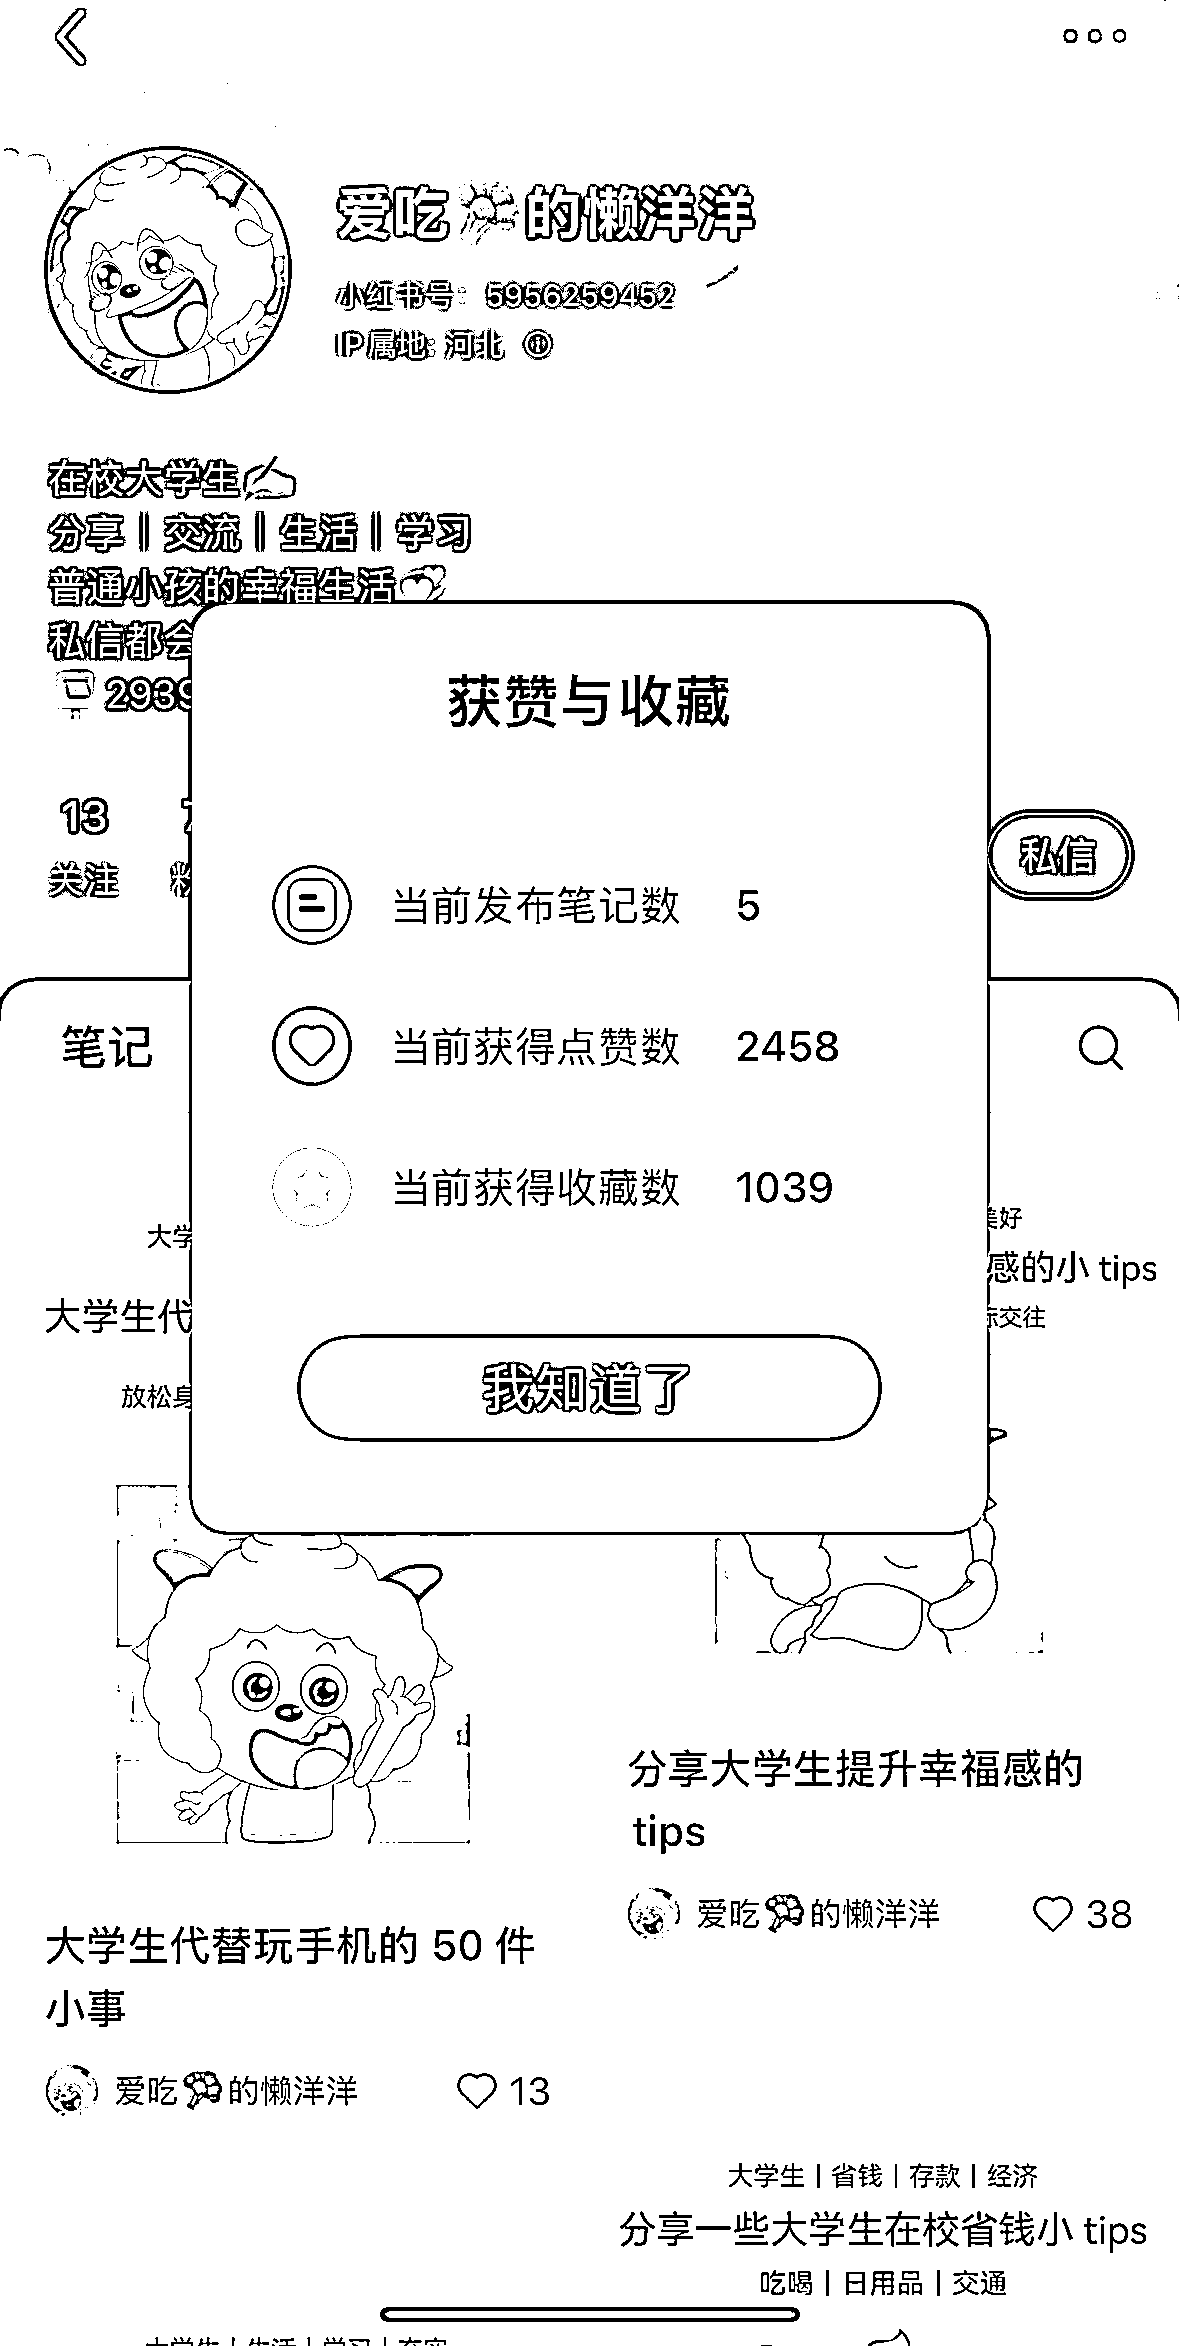 爱吃🥦的懒洋洋
小红书号：5956259452
IP属地：河北
在校大学生✍
分享｜交流｜生活｜学习
普通小孩的幸福生活
私信都会
2939
13
关注
私信
获赞与收藏
当前发布笔记数 5
当前获得点赞数 2458
当前获得收藏数 1039
我知道了
笔记
大学
大学生代
放松身
美好
感的小 tips
际交往
分享大学生提升幸福感的
tips
爱吃🥦的懒洋洋 38
大学生代替玩手机的 50 件
小事
爱吃🥦的懒洋洋 13
大学生｜省钱｜存款｜经济
分享一些大学生在校省钱小 tips
吃喝｜日用品｜交通